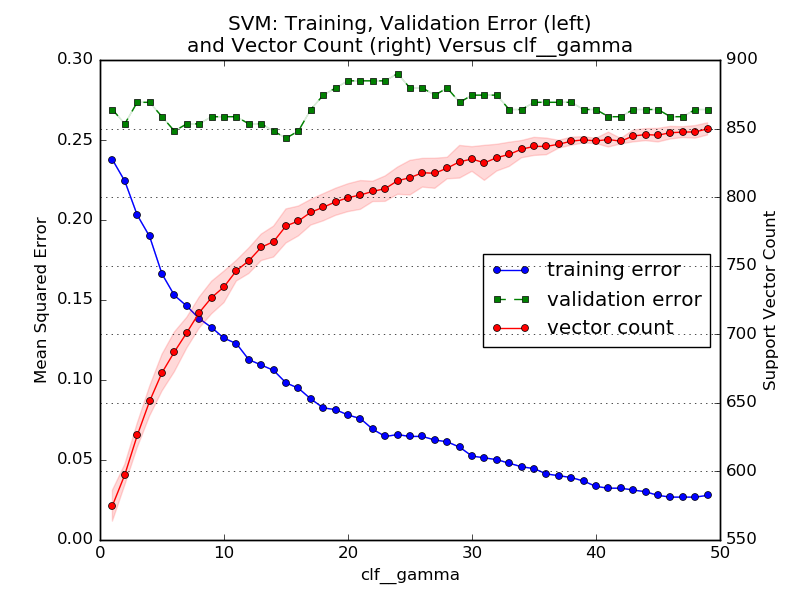 SVM: Training, Validation Error (left)
and Vector Count (right) Versus clf__gamma
0.30
0.25
0.20
0.15
0.10
0.05
0.00
Mean Squared Error
900
850
800
750
700
650
600
550
Support Vector Count
training error
validation error
vector count
0
10
20
30
40
50
clf__gamma